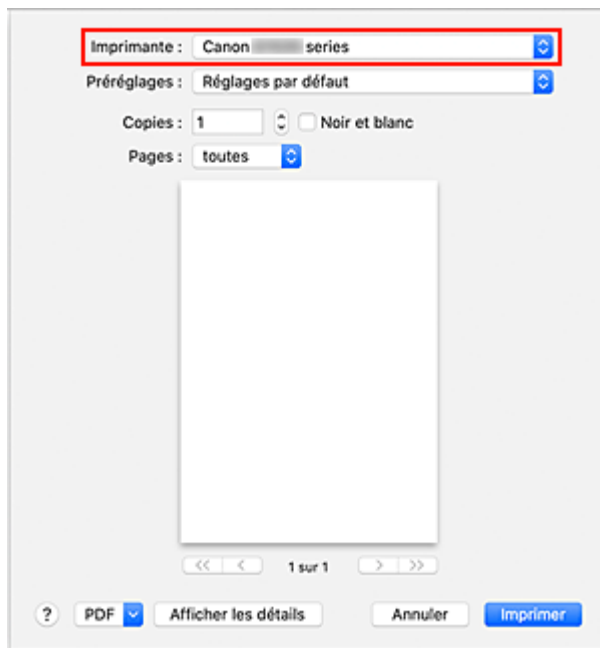 Imprimante : Canon series
Préréglages : Réglages par défaut
Copies : 1 Noir et blanc
Pages : toutes
<< < 1 sur 1 > >>
? PDF Afficher les détails Annuler Imprimer